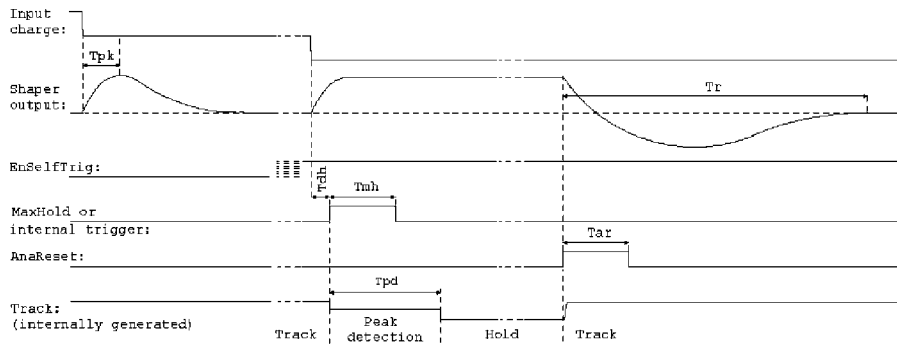 Input
charge:
Tpk
Shaper
output:
Tr
EnSelfTrig:
Tdh
Tmh
MaxHold or
internal trigger:
Tar
AnaReset:
Tpd
Track:
(internally generated)
Track
Peak
detection
Hold
Track